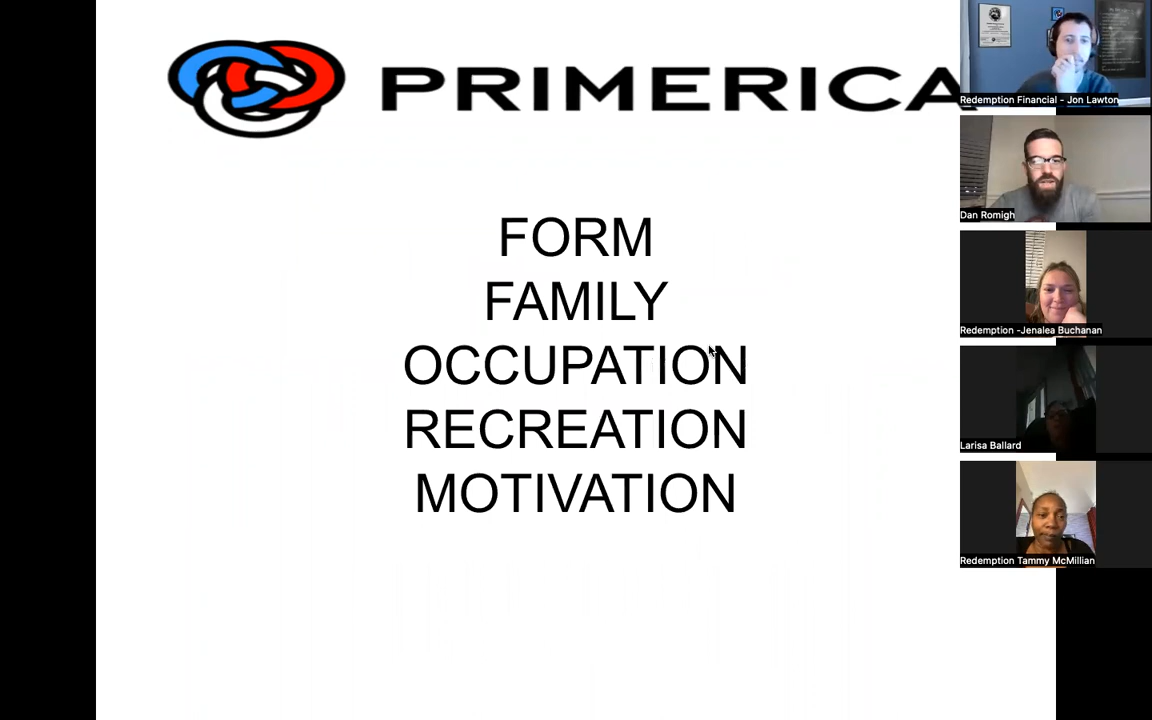 PRIMERICA
FORM
FAMILY
OCCUPATION
RECREATION
MOTIVATION
Redemption Financial - Jon Lawton
Dan Romigh
Redemption -Jenalea Buchanan
Larisa Ballard
Redemption Tammy McMillian